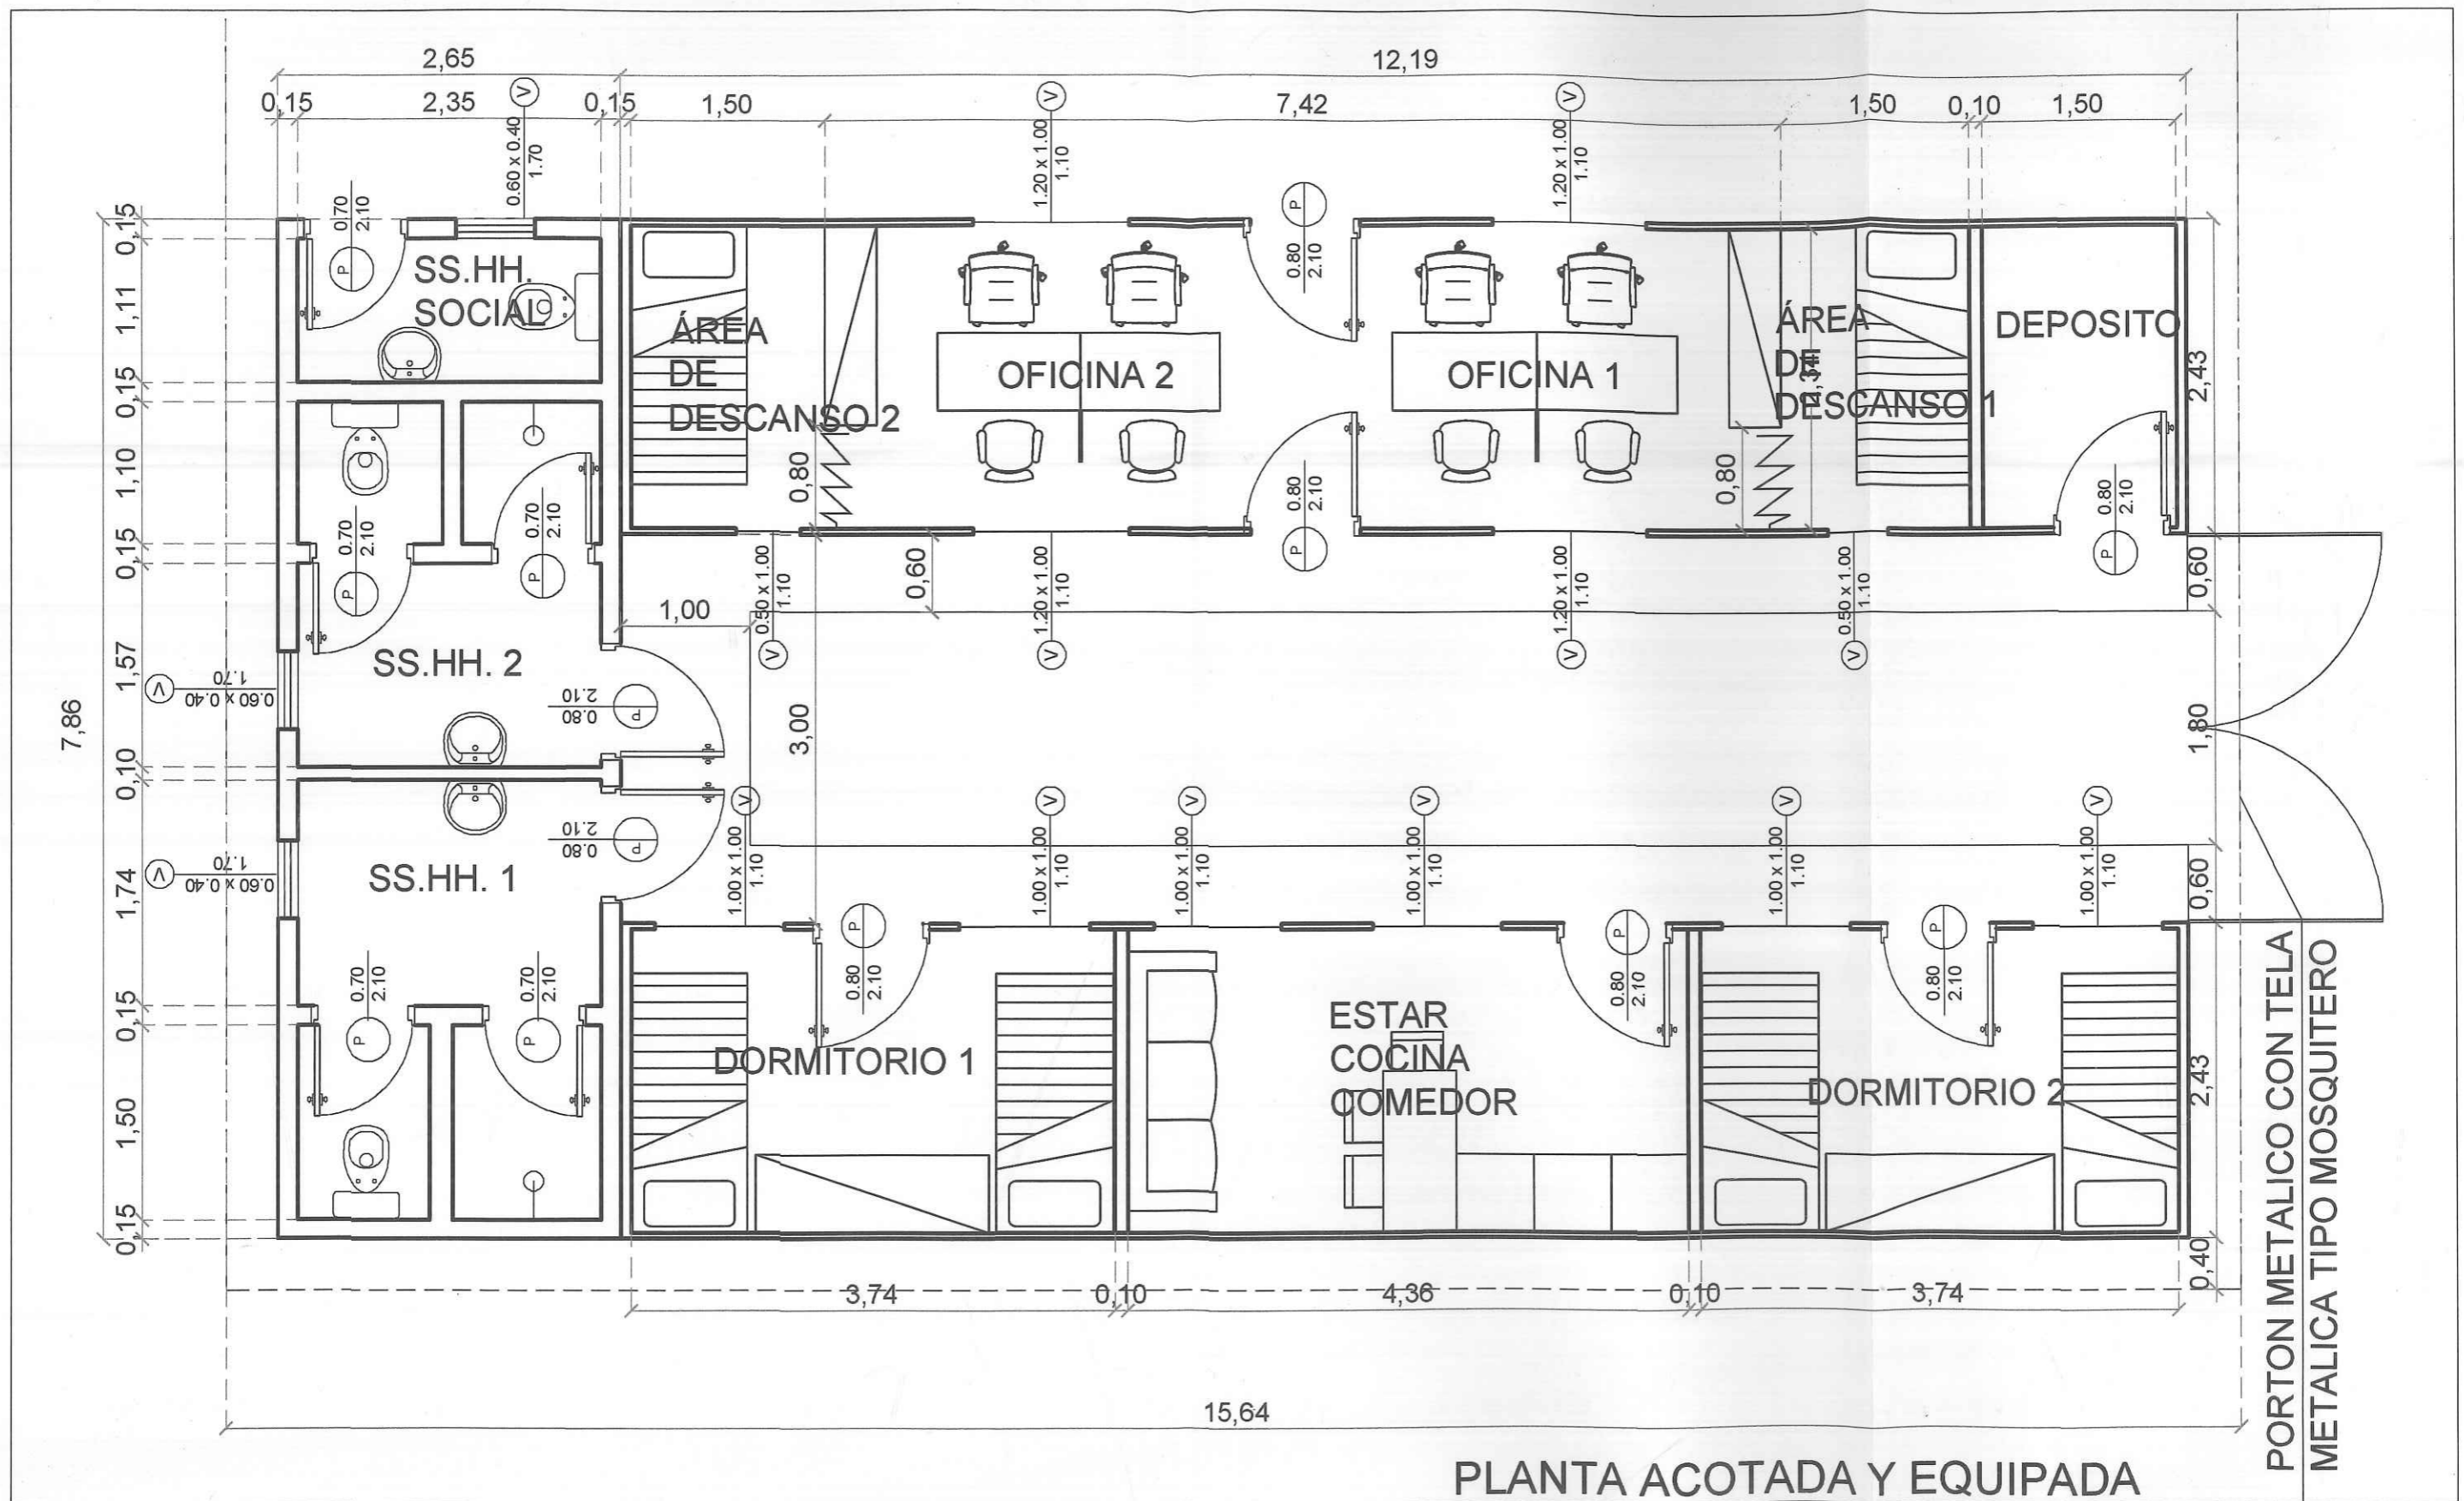 2,65
12,19
0,15
2,35
0,15
1,50
7,42
1,50
0,10
1,50
V
0.60 x 0.40
1.70
V
1.20 x 1.00
1.10
V
1.20 x 1.00
1.10
0.70
2.10
P
P
0.80
2.10
SS.HH.
SOCIAL
ÁREA
DE
DESCANSO 2
OFICINA 2
OFICINA 1
ÁREA
DE
DESCANSO 1
DEPOSITO
2,34
2,43
0,80
0,80
0.80
2.10
P
0.80
2.10
P
0.70
2.10
P
0.70
2.10
P
0,15
1,11
0,15
1,10
0,15
1,57
0,10
1,74
0,15
1,50
0,15
7,86
0,60
0,60
1,00
0.50 x 1.00
1.10
V
1.20 x 1.00
1.10
V
1.20 x 1.00
1.10
V
0.50 x 1.00
1.10
V
SS.HH. 2
V
0.60 x 0.40
1.70
0.80
2.10
P
3,00
1,80
0.80
2.10
P
V
0.60 x 0.40
1.70
SS.HH. 1
V
1.00 x 1.00
1.10
V
1.00 x 1.00
1.10
V
1.00 x 1.00
1.10
V
1.00 x 1.00
1.10
V
1.00 x 1.00
1.10
V
1.00 x 1.00
1.10
0,60
0.70
2.10
P
0.70
2.10
P
P
0.80
2.10
P
0.80
2.10
P
0.80
2.10
DORMITORIO 1
ESTAR
COCINA
COMEDOR
DORMITORIO 2
2,43
0,40
3,74
0,10
4,36
0,10
3,74
15,64
PORTON METALICO CON TELA
METALICA TIPO MOSQUITERO
PLANTA ACOTADA Y EQUIPADA